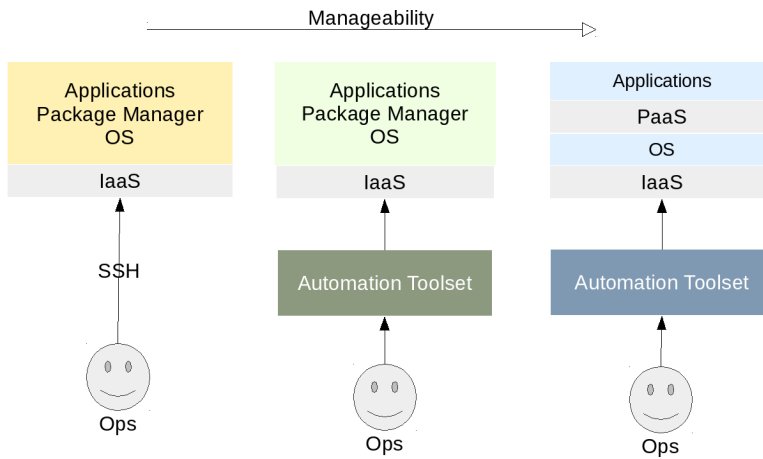 Manageability
Applications
Package Manager
OS
IaaS
SSH
Ops
Applications
Package Manager
OS
IaaS
Automation Toolset
Ops
Applications
PaaS
OS
IaaS
Automation Toolset
Ops